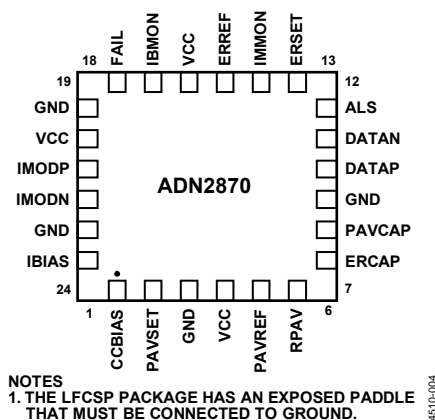 FAIL
IBMON
VCC
ERREF
IMMON
ERSET
18
13
19
12
GND
VCC
IMODP
IMODN
GND
IBIAS
ADN2870
ALS
DATAN
DATAP
GND
PAVCAP
ERCAP
24
7
1
6
CCBIAS
PAVSET
GND
VCC
PAVREF
RPAV
NOTES
1. THE LFCSP PACKAGE HAS AN EXPOSED PADDLE
THAT MUST BE CONNECTED TO GROUND.
4510-004